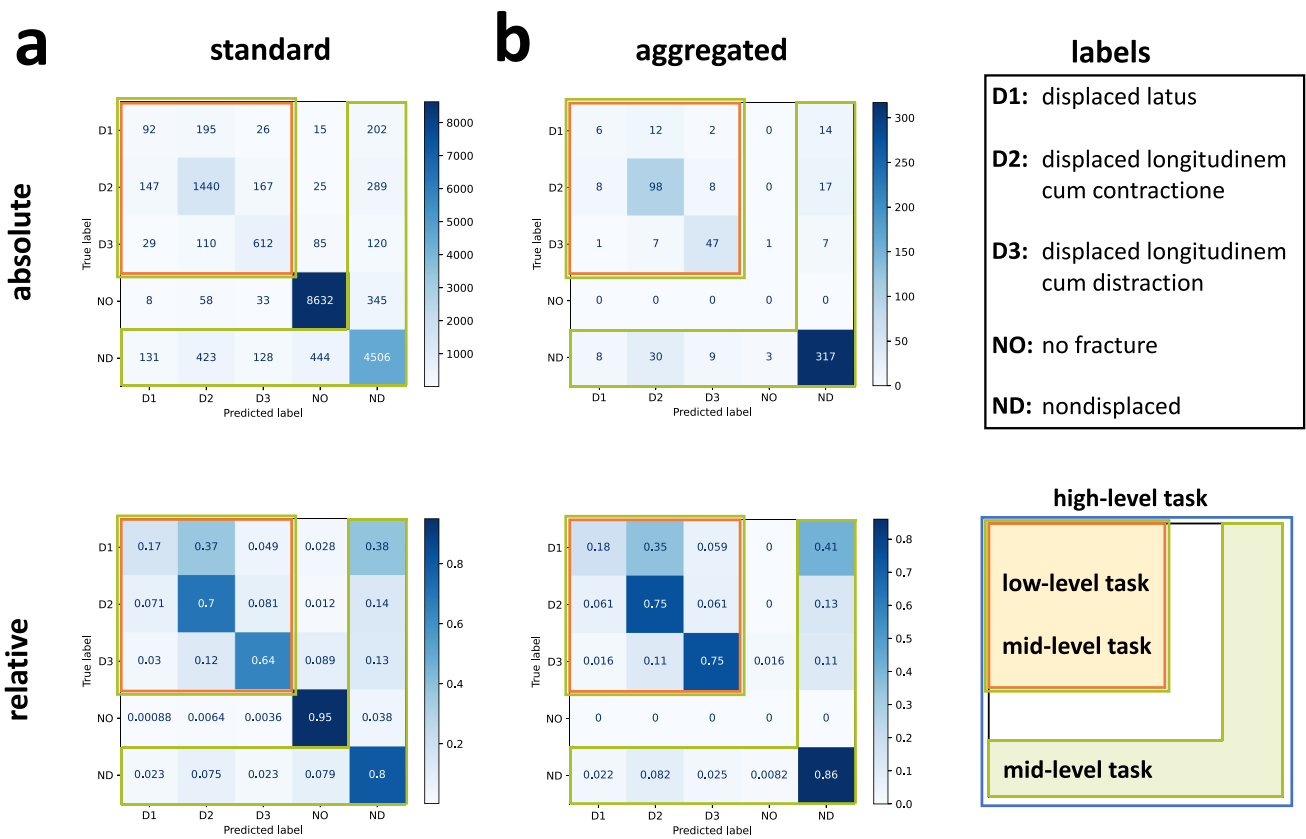 a
standard
b
aggregated
labels
absolute
True label
D1 92 195 26 15 202
D2 147 1440 167 25 289
D3 29 110 612 85 120
NO 8 58 33 8632 345
ND 131 423 128 444 4506
D1 D2 D3 NO ND
Predicted label
8000
7000
6000
5000
4000
3000
2000
1000
True label
D1 6 12 2 0 14
D2 8 98 8 0 17
D3 1 7 47 1 7
NO 0 0 0 0 0
ND 8 30 9 3 317
D1 D2 D3 NO ND
Predicted label
300
250
200
150
100
50
0
D1: displaced latus
D2: displaced longitudinem
cum contractione
D3: displaced longitudinem
cum distraction
NO: no fracture
ND: nondisplaced
relative
True label
D1 0.17 0.37 0.049 0.028 0.38
D2 0.071 0.7 0.081 0.012 0.14
D3 0.03 0.12 0.64 0.089 0.13
NO 0.00088 0.0064 0.0036 0.95 0.038
ND 0.023 0.075 0.023 0.079 0.8
D1 D2 D3 NO ND
Predicted label
0.8
0.6
0.4
0.2
True label
D1 0.18 0.35 0.059 0 0.41
D2 0.061 0.75 0.061 0 0.13
D3 0.016 0.11 0.75 0.016 0.11
NO 0 0 0 0 0
ND 0.022 0.082 0.025 0.0082 0.86
D1 D2 D3 NO ND
Predicted label
0.8
0.7
0.6
0.5
0.4
0.3
0.2
0.1
0.0
high-level task
low-level task
mid-level task
mid-level task